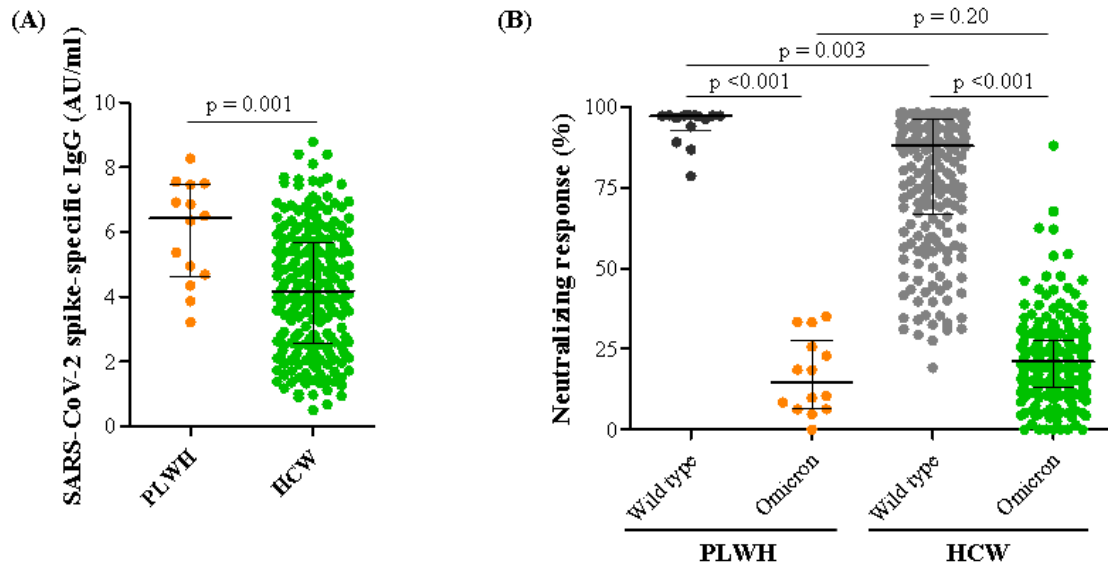 (A)
SARS-CoV-2 spike-specific IgG (AU/ml)
p = 0.001
10
8
6
4
2
0
PLWH
HCW
(B)
Neutralizing response (%)
p = 0.20
p = 0.003
p <0.001
p <0.001
100
75
50
25
0
Wild type
Omicron
Wild type
Omicron
PLWH
HCW